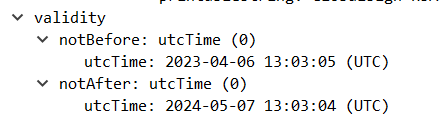 validity
notBefore: utcTime (0)
utcTime: 2023-04-06 13:03:05 (UTC)
notAfter: utcTime (0)
utcTime: 2024-05-07 13:03:04 (UTC)